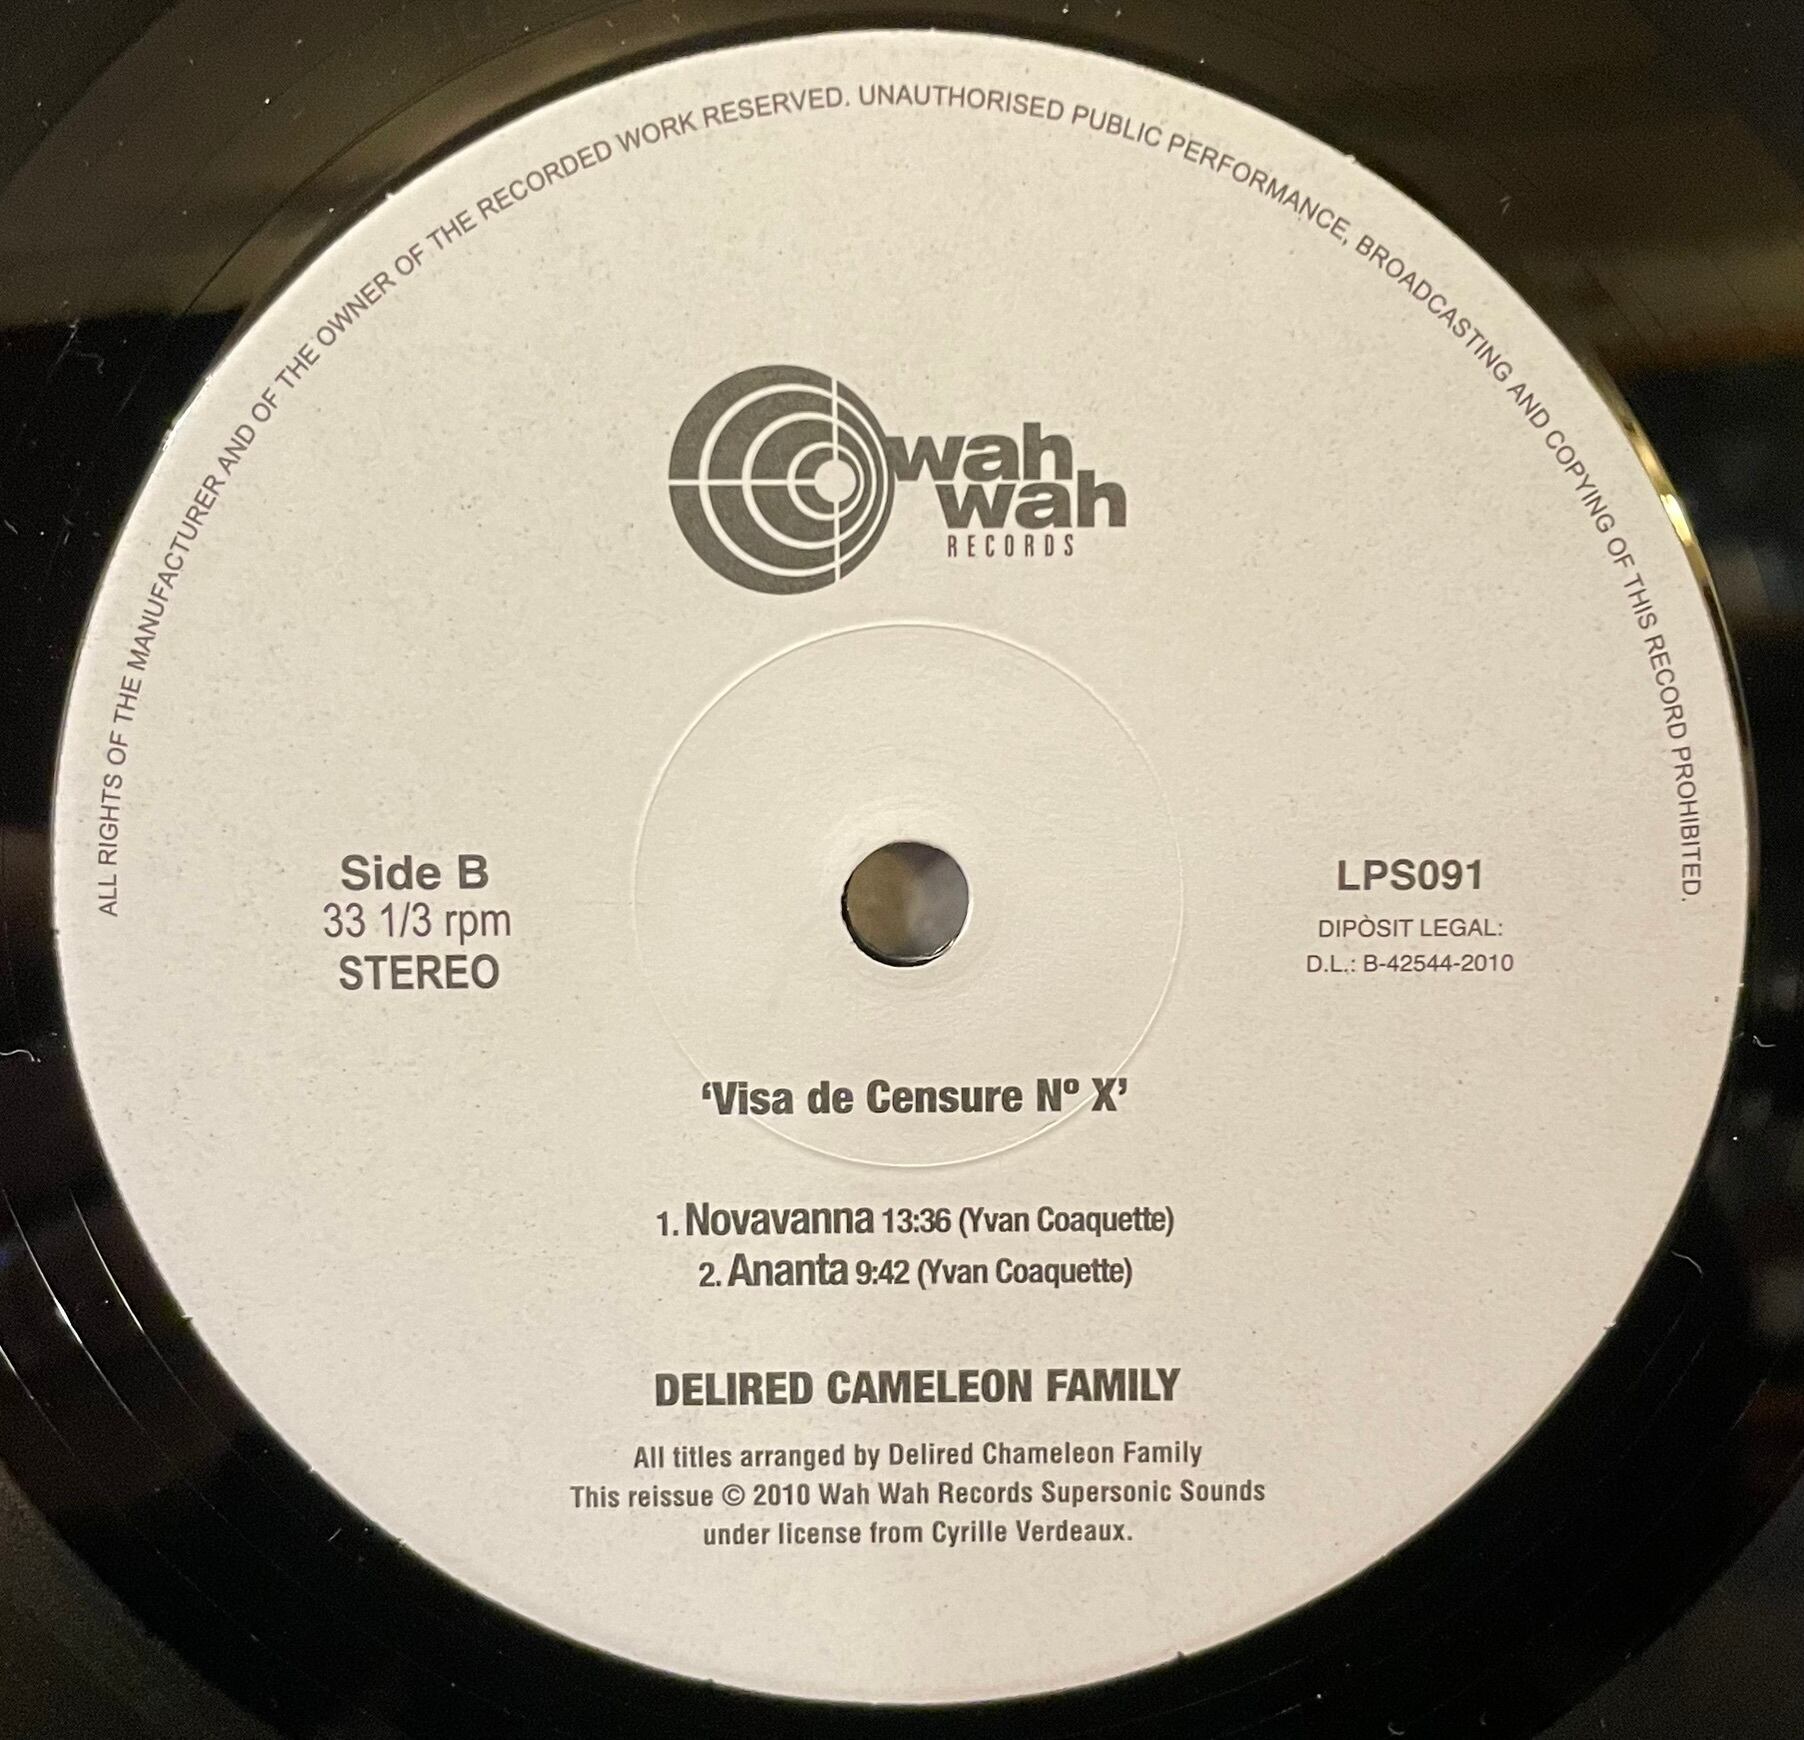 ALL RIGHTS OF THE MANUFACTURER AND OF THE OWNER OF THE RECORDED WORK RESERVED. UNAUTHORISED PUBLIC PERFORMANCE, BROADCASTING AND COPYING OF THIS RECORD PROHIBITED.
wah
wah
RECORDS
Side B
33 1/3 rpm
STEREO
LPS091
DIPÒSIT LEGAL:
D.L.: B-42544-2010
‘Visa de Censure Nº X’
1. Novavanna 13:36 (Yvan Coaquette)
2. Ananta 9:42 (Yvan Coaquette)
DELIRED CAMELEON FAMILY
All titles arranged by Delired Chameleon Family
This reissue © 2010 Wah Wah Records Supersonic Sounds
under license from Cyrille Verdeaux.